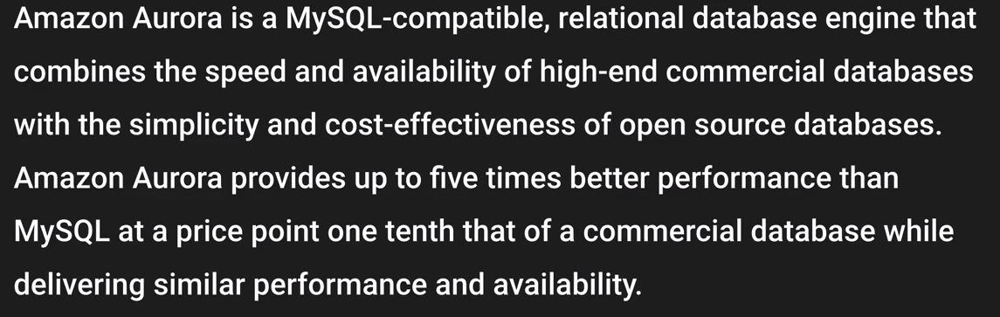 Amazon Aurora is a MySQL-compatible, relational database engine that
combines the speed and availability of high-end commercial databases
with the simplicity and cost-effectiveness of open source databases.
Amazon Aurora provides up to five times better performance than
MySQL at a price point one tenth that of a commercial database while
delivering similar performance and availability.